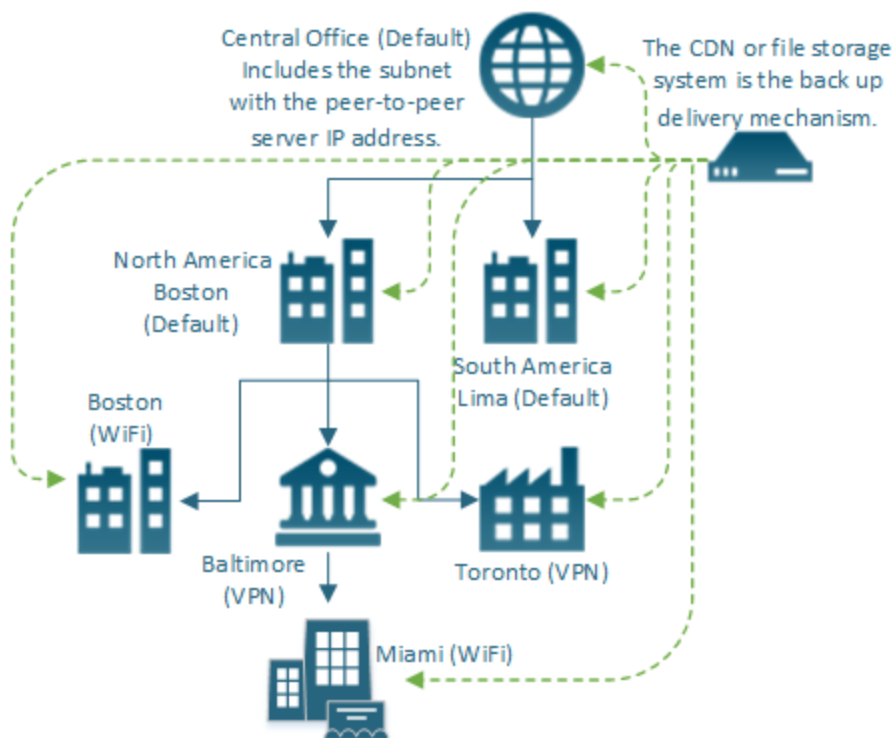 Central Office (Default)
Includes the subnet
with the peer-to-peer
server IP address.
The CDN or file storage
system is the back up
delivery mechanism.
North America
Boston
(Default)
South America
Lima (Default)
Boston
(WiFi)
Baltimore
(VPN)
Toronto (VPN)
Miami (WiFi)